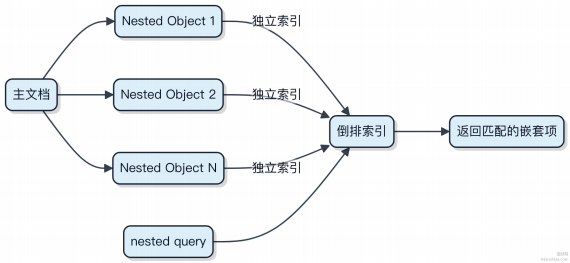 Nested Object 1
独立索引
主文档
Nested Object 2
独立索引
倒排索引
返回匹配的嵌套项
Nested Object N
独立索引
nested query